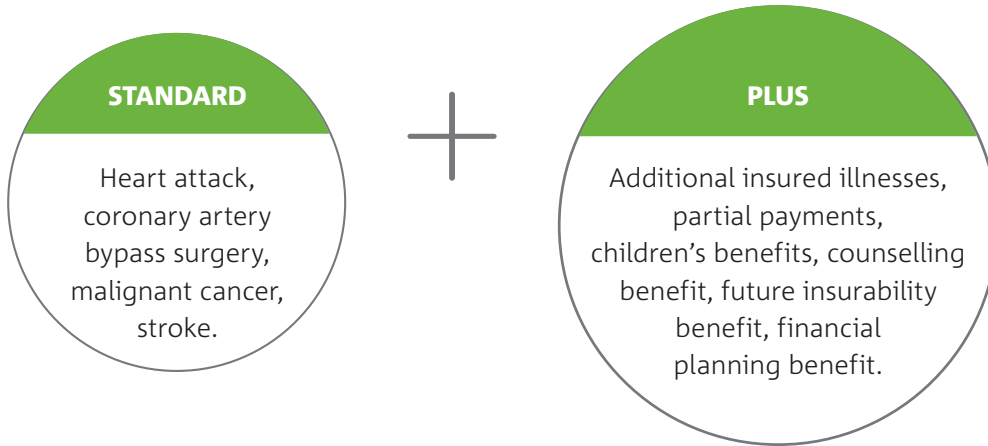 STANDARD
Heart attack,
coronary artery
bypass surgery,
malignant cancer,
stroke.
PLUS
Additional insured illnesses,
partial payments,
children’s benefits, counselling
benefit, future insurability
benefit, financial
planning benefit.